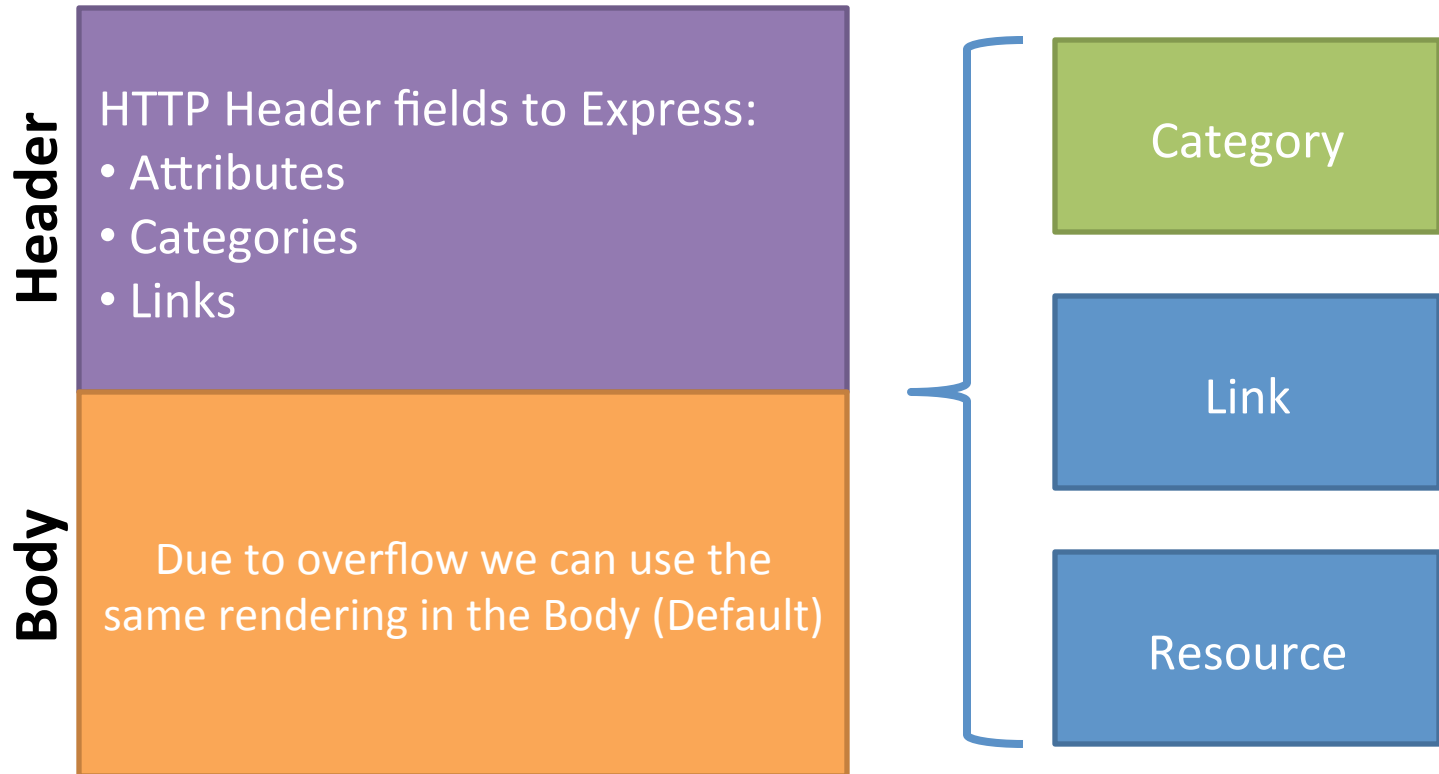 Header
HTTP Header fields to Express:
• Attributes
• Categories
• Links
Body
Due to overflow we can use the
same rendering in the Body (Default)
Category
Link
Resource